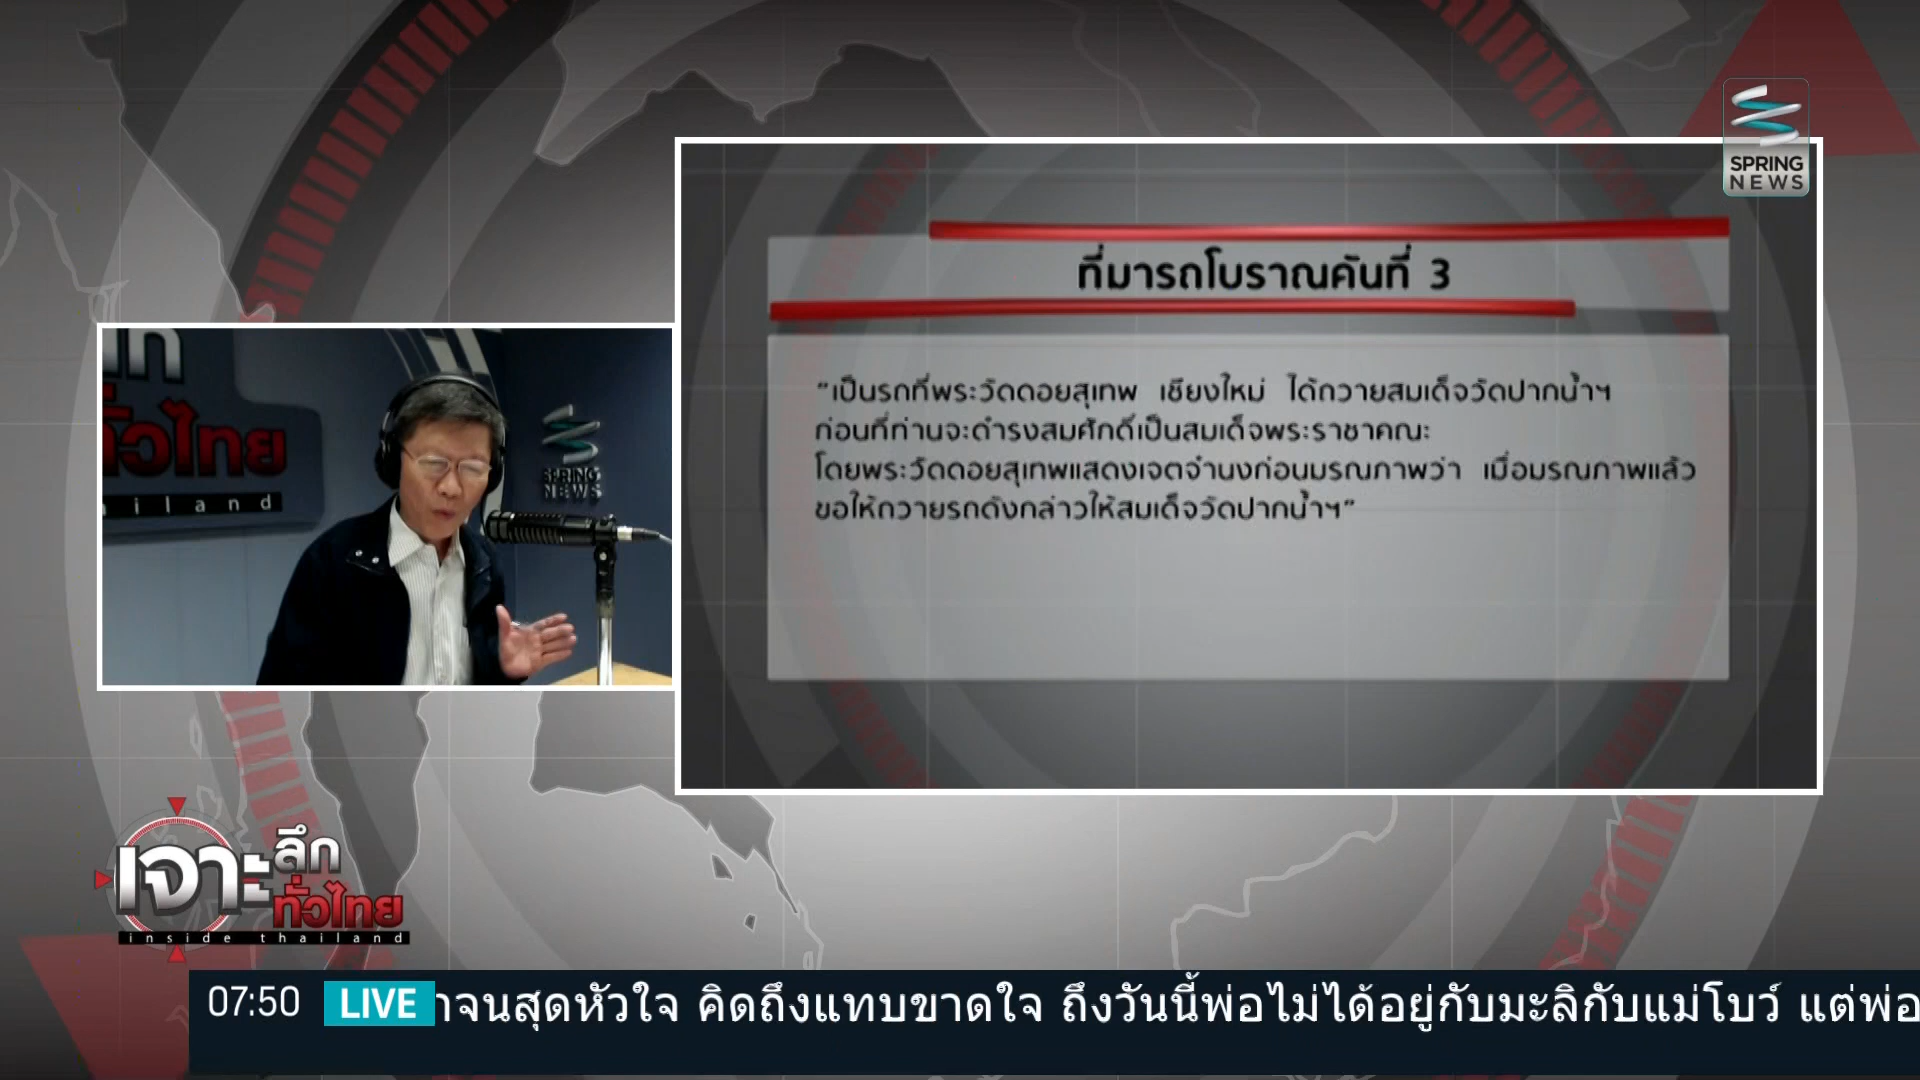 SPRING
NEWS
ที่มารถโบราณคันที่ 3
“เป็นรถที่พระวัดดอยสุเทพ เชียงใหม่ ได้ถวายสมเด็จวัดปากน้ำฯ
ก่อนที่ท่านจะดำรงสมศักดิ์เป็นสมเด็จพระราชาคณะ
โดยพระวัดดอยสุเทพแสดงเจตจำนงก่อนมรณภาพว่า เมื่อมรณภาพแล้ว
ขอให้ถวายรถดังกล่าวให้สมเด็จวัดปากน้ำฯ”
ลึก
ทั่วไทย
ailand
SPRING
NEWS
เจาะลึก
ทั่วไทย
inside thailand
07:50 LIVE าจนสุดหัวใจ คิดถึงแทบขาดใจ ถึงวันนี้พ่อไม่ได้อยู่กับมะลิกับแม่โบว์ แต่พ่อ